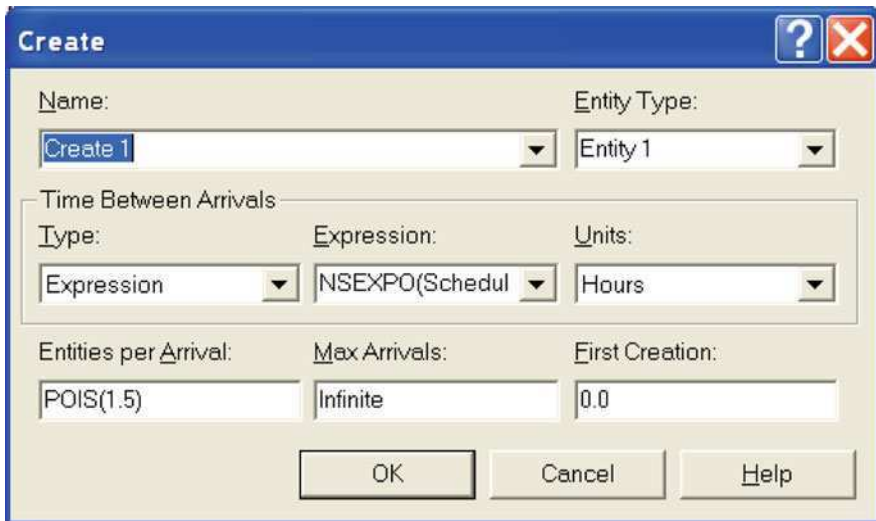 Create
Name:
Entity Type:
Create 1
Entity 1
Time Between Arrivals
Type:
Expression:
Units:
Expression
NSEXPO(Schedul
Hours
Entities per Arrival:
Max Arrivals:
First Creation:
POIS(1.5)
Infinite
0.0
OK
Cancel
Help